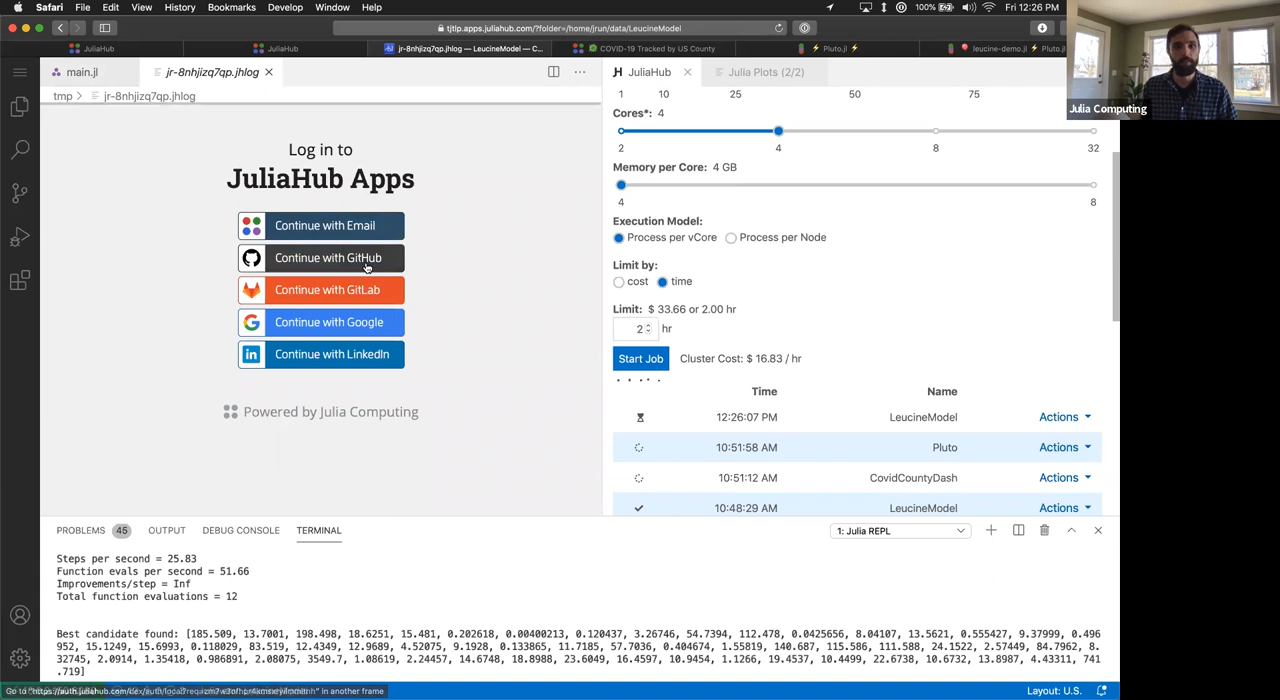 Safari File Edit View History Bookmarks Develop Window Help 100% Fri 12:26 PM
tjtlp.apps.juliahub.com/?folder=/home/jrun/data/LeucineModel
JuliaHub JuliaHub jr-8nhjizq7qp.jhlog — LeucineModel — C... COVID-19 Tracked by US County Pluto.jl leucine-demo.jl Pluto.jl
main.jl jr-8nhjizq7qp.jhlog
tmp > jr-8nhjizq7qp.jhlog
Log in to
JuliaHub Apps
Continue with Email
Continue with GitHub
Continue with GitLab
Continue with Google
Continue with LinkedIn
Powered by Julia Computing
JuliaHub Julia Plots (2/2)
1 10 25 50 75
Cores*: 4
2 4 8 32
Memory per Core: 4 GB
4 8
Execution Model:
Process per vCore Process per Node
Limit by:
cost time
Limit: $ 33.66 or 2.00 hr
2 hr
Start Job Cluster Cost: $ 16.83 / hr
Time Name
12:26:07 PM LeucineModel Actions
10:51:58 AM Pluto Actions
10:51:12 AM CovidCountyDash Actions
10:48:29 AM LeucineModel Actions
Julia Computing
PROBLEMS 45 OUTPUT DEBUG CONSOLE TERMINAL 1: Julia REPL
Steps per second = 25.83
Function evals per second = 51.66
Improvements/step = Inf
Total function evaluations = 12
Best candidate found: [185.509, 13.7001, 198.498, 18.6251, 15.481, 0.202618, 0.00400213, 0.120437, 3.26746, 54.7394, 112.478, 0.0425656, 8.04107, 13.5621, 0.555427, 9.37999, 0.496
952, 15.1249, 15.6993, 0.118029, 83.519, 12.4349, 12.9689, 4.52075, 9.1928, 0.133865, 11.7185, 57.7036, 0.404674, 1.55819, 140.687, 115.586, 111.588, 24.1522, 2.57449, 84.7962, 8.
32745, 2.0914, 1.35418, 0.986891, 2.08075, 3549.7, 1.08619, 2.24457, 14.6748, 18.8988, 23.6049, 16.4597, 10.9454, 1.1266, 19.4537, 10.4499, 22.6738, 10.6732, 13.8987, 4.43311, 741
.719]
in another frame
Layout: U.S.